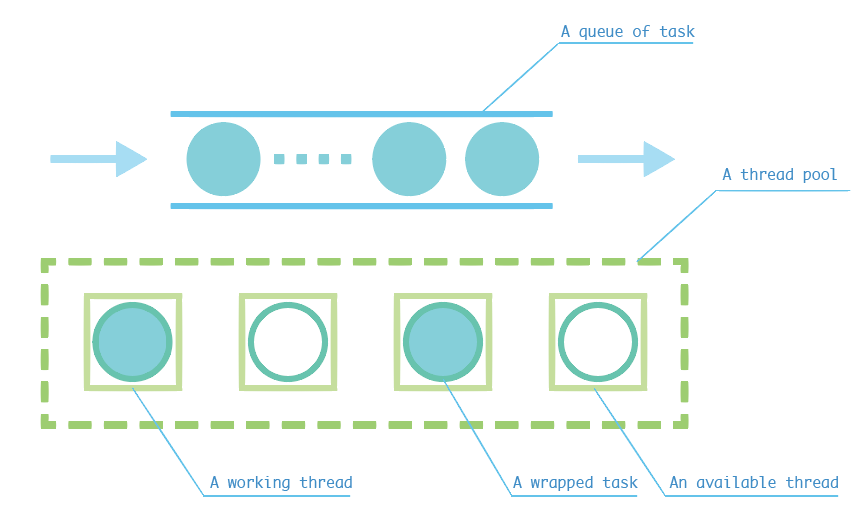 A queue of task
A thread pool
A working thread
A wrapped task
An available thread